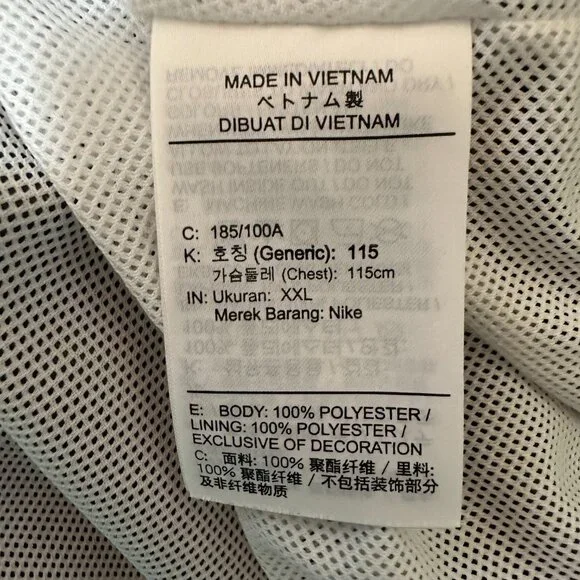 MADE IN VIETNAM
ベトナム製
DIBUAT DI VIETNAM
C: 185/100A
K: 호칭 (Generic): 115
가슴둘레 (Chest): 115cm
IN: Ukuran: XXL
Merek Barang: Nike
E: BODY: 100% POLYESTER /
LINING: 100% POLYESTER /
EXCLUSIVE OF DECORATION
C: 面料: 100% 聚酯纤维 / 里料:
100% 聚酯纤维 / 不包括装饰部分
及非纤维物质